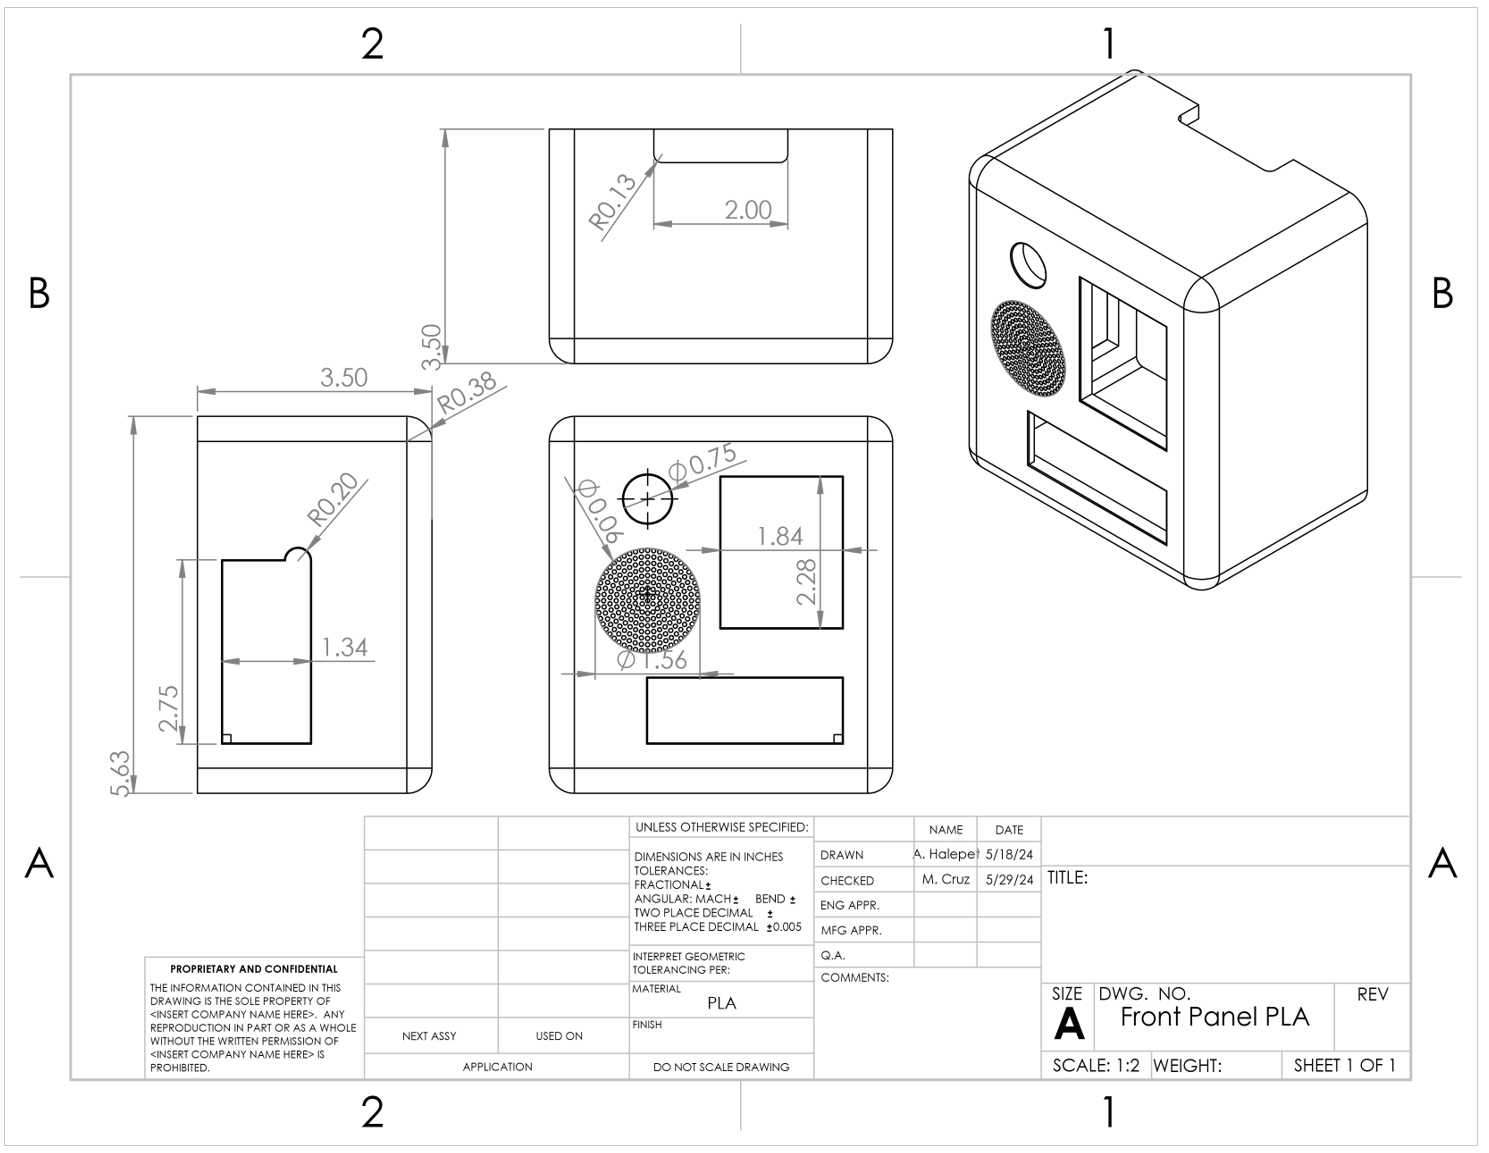 2
1
B
B
R0.13
2.00
3.50
3.50
R0.38
R0.20
Ø0.75
Ø0.06
1.84
2.28
1.34
Ø1.56
2.75
5.63
A
A
UNLESS OTHERWISE SPECIFIED:
DIMENSIONS ARE IN INCHES
TOLERANCES:
FRACTIONAL±
ANGULAR: MACH± BEND ±
TWO PLACE DECIMAL ±
THREE PLACE DECIMAL ±0.005
INTERPRET GEOMETRIC
TOLERANCING PER:
MATERIAL
PLA
FINISH
DO NOT SCALE DRAWING
NAME DATE
DRAWN A. Halepet 5/18/24
CHECKED M. Cruz 5/29/24
ENG APPR.
MFG APPR.
Q.A.
COMMENTS:
TITLE:
SIZE DWG. NO. REV
A Front Panel PLA
SCALE: 1:2 WEIGHT: SHEET 1 OF 1
PROPRIETARY AND CONFIDENTIAL
THE INFORMATION CONTAINED IN THIS
DRAWING IS THE SOLE PROPERTY OF
<INSERT COMPANY NAME HERE>. ANY
REPRODUCTION IN PART OR AS A WHOLE
WITHOUT THE WRITTEN PERMISSION OF
<INSERT COMPANY NAME HERE> IS
PROHIBITED.
NEXT ASSY USED ON
APPLICATION
2
1